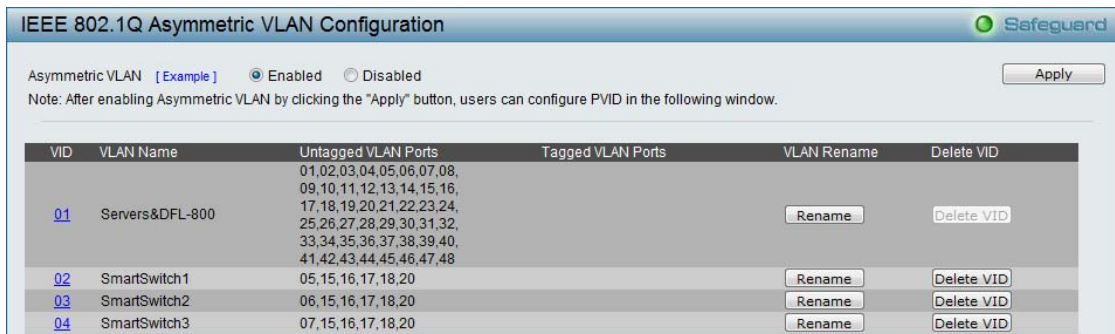 IEEE 802.1Q Asymmetric VLAN Configuration Safeguard
Asymmetric VLAN [ Example ] Enabled Disabled Apply
Note: After enabling Asymmetric VLAN by clicking the "Apply" button, users can configure PVID in the following window.
VID VLAN Name Untagged VLAN Ports Tagged VLAN Ports VLAN Rename Delete VID
01,02,03,04,05,06,07,08,
09,10,11,12,13,14,15,16,
01 Servers&DFL-800 17,18,19,20,21,22,23,24, Rename Delete VID
25,26,27,28,29,30,31,32,
33,34,35,36,37,38,39,40,
41,42,43,44,45,46,47,48
02 SmartSwitch1 05,15,16,17,18,20 Rename Delete VID
03 SmartSwitch2 06,15,16,17,18,20 Rename Delete VID
04 SmartSwitch3 07,15,16,17,18,20 Rename Delete VID